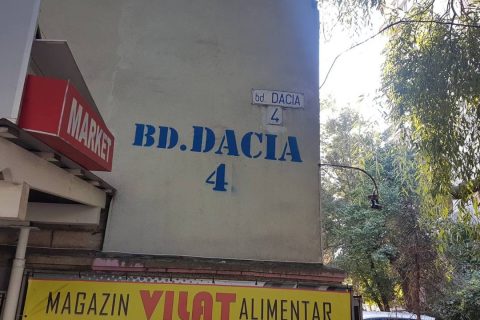 bd. DACIA
4
MARKET
BD.DACIA
4
MAGAZIN VILAT ALIMENTAR